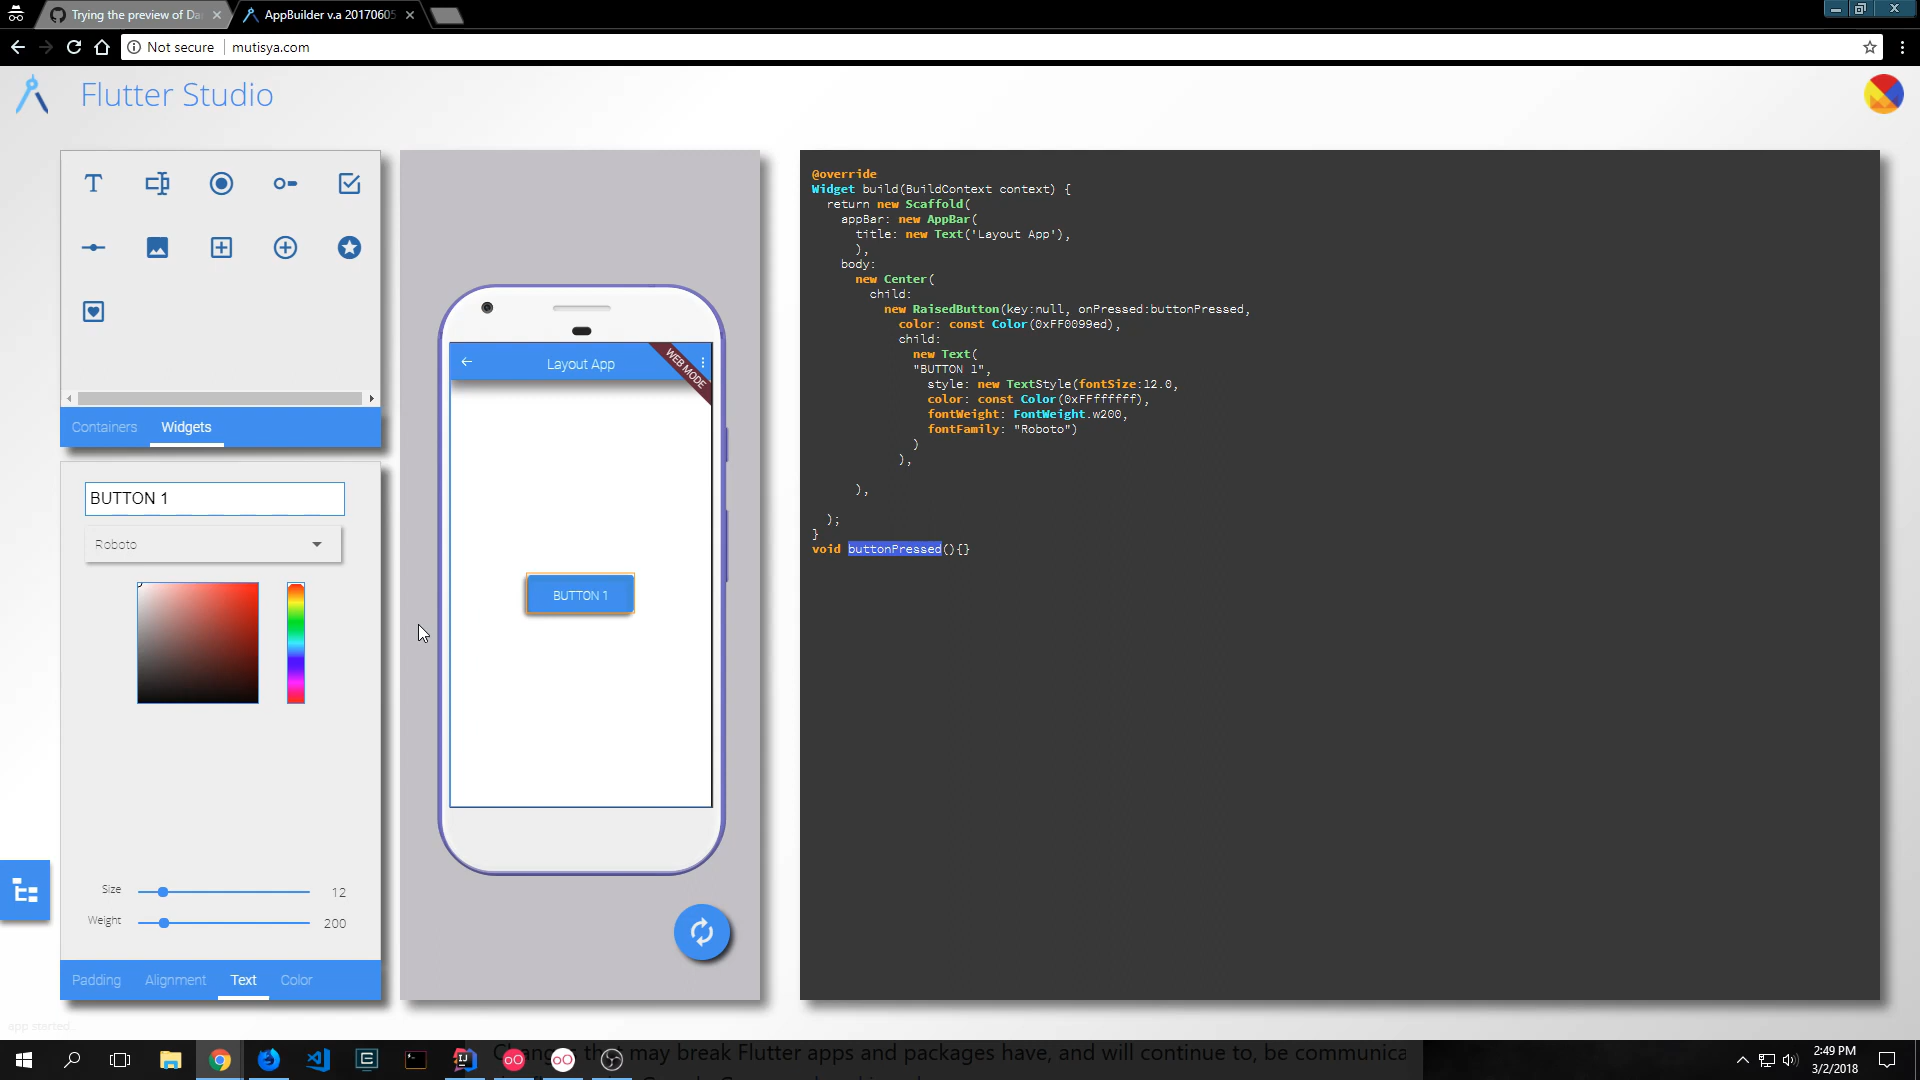 Trying the preview of Da
AppBuilder v.a 20170605
Not secure
mutisya.com
Flutter Studio
Containers
Widgets
BUTTON 1
Roboto
Size
12
Weight
200
Padding
Alignment
Text
Color
app started..
Layout App
WEB MODE
BUTTON 1
@override
Widget build(BuildContext context) {
return new Scaffold(
appBar: new AppBar(
title: new Text('Layout App'),
),
body:
new Center(
child:
new RaisedButton(key:null, onPressed:buttonPressed,
color: const Color(0xFF0099ed),
child:
new Text(
"BUTTON 1",
style: new TextStyle(fontSize:12.0,
color: const Color(0xFFffffff),
fontWeight: FontWeight.w200,
fontFamily: "Roboto")
)
),
),
);
}
void buttonPressed(){}
Changes that may break Flutter apps and packages have, and will continue to, be communica
2:49 PM
3/2/2018